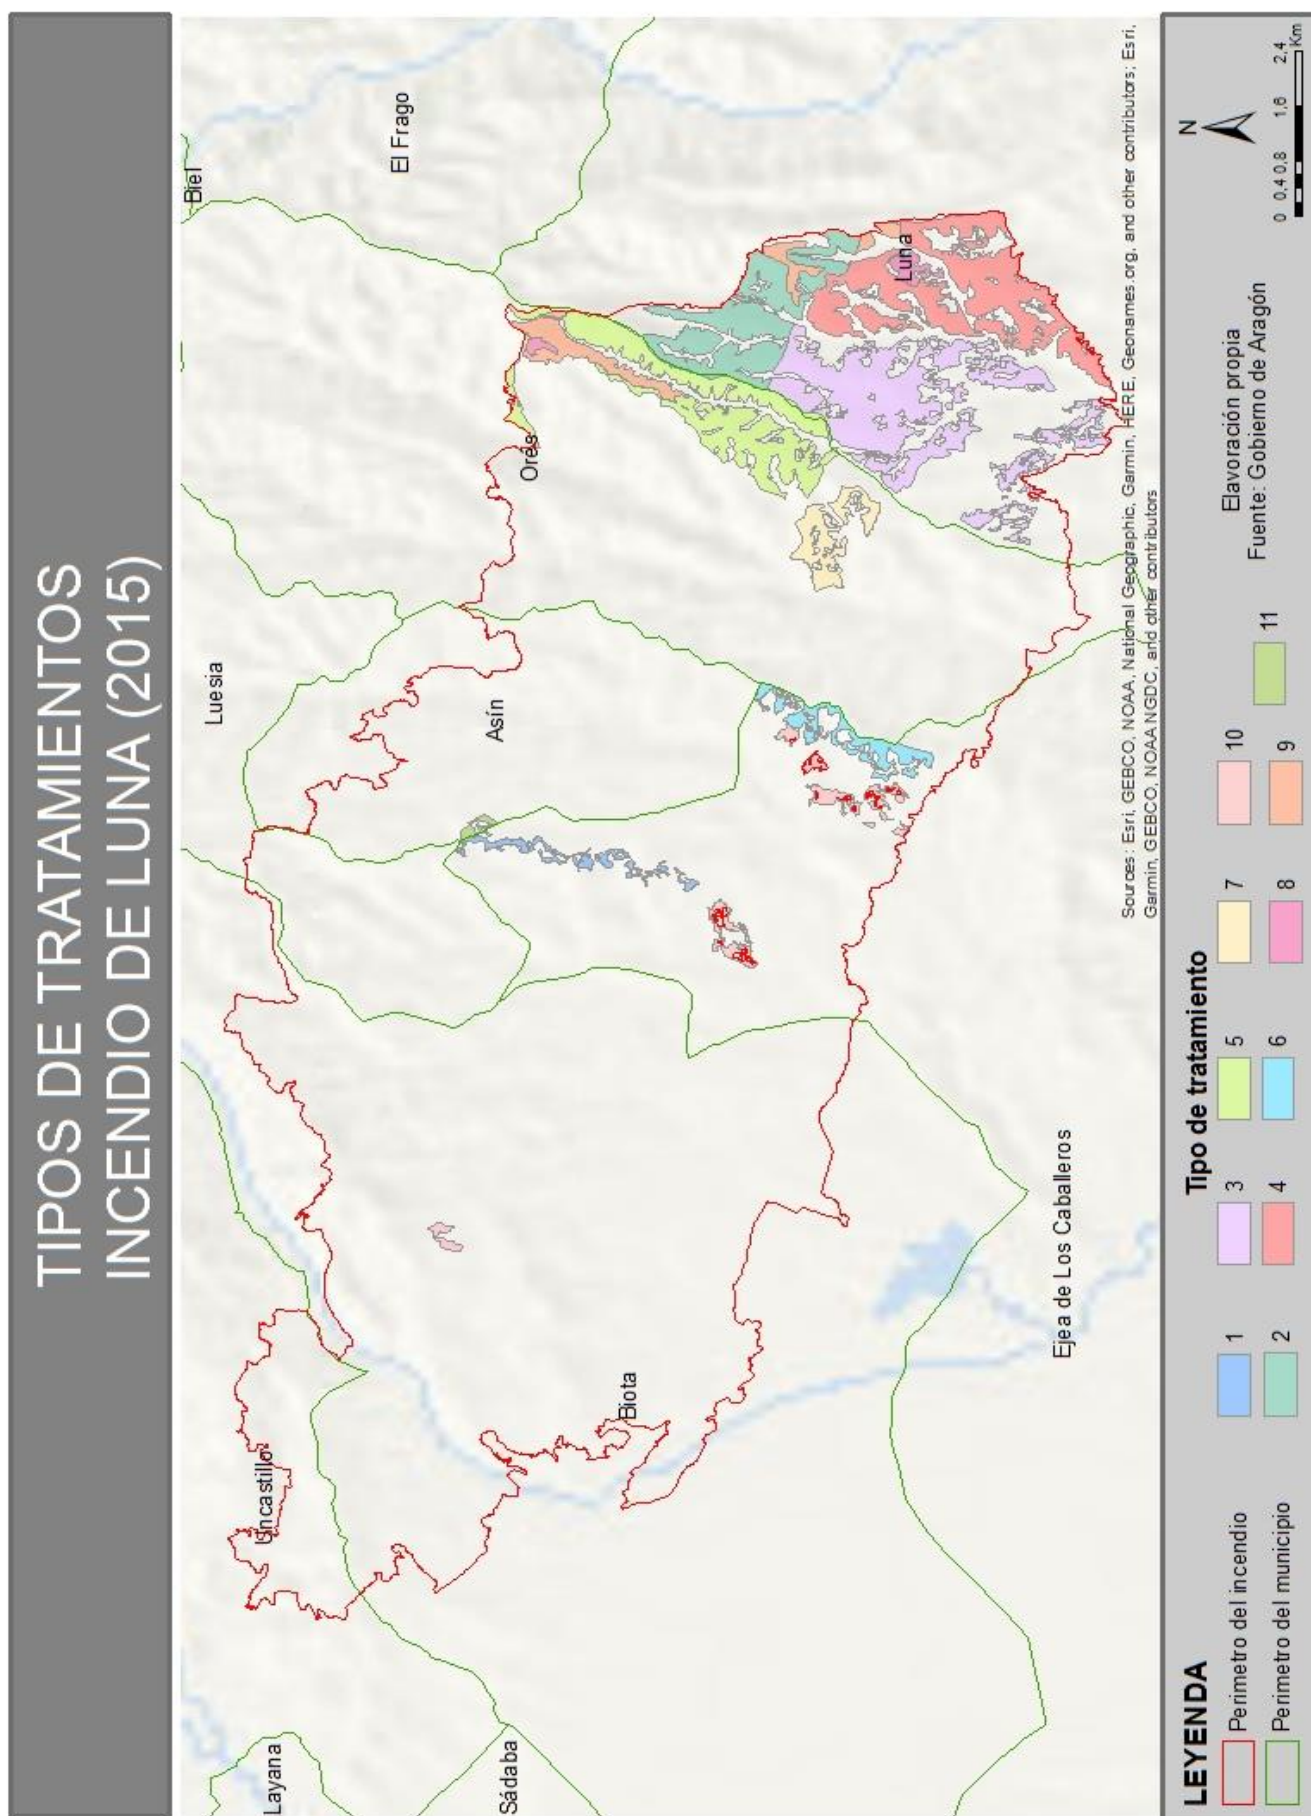 TIPOS DE TRATAMIENTOS
INCENDIO DE LUNA (2015)
Biel
Luesia
El Frago
Uncastillo
Layana
Asín
Orés
Sádaba
Biota
Luna
Ejea de Los Caballeros
Sources: Esri, GEBCO, NOAA, National Geographic, Garmin, HERE, Geonames.org, and other contributors; Esri,
Garmin, GEBCO, NOAA NGDC, and other contributors
LEYENDA
Perimetro del incendio
Perimetro del municipio
Tipo de tratamiento
1
2
3
4
5
6
7
8
10
9
11
Elavoración propia
Fuente: Gobierno de Aragón
N
0 0,4 0,8 1,6 2,4
Km